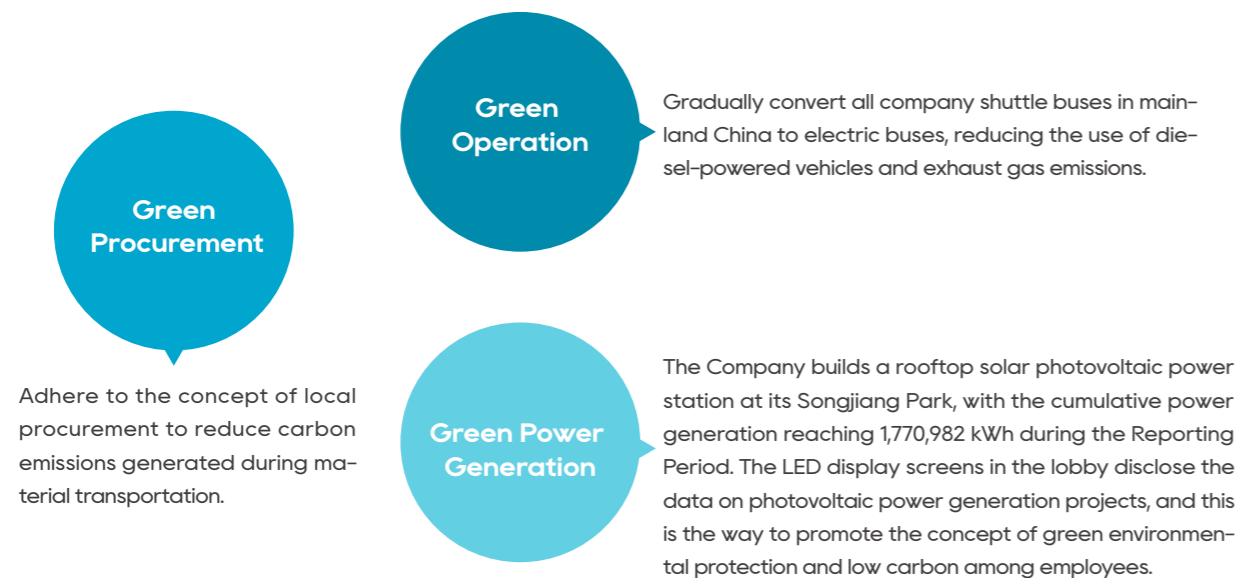 Green
Procurement
Adhere to the concept of local
procurement to reduce carbon
emissions generated during ma-
terial transportation.
Green
Operation
Gradually convert all company shuttle buses in main-
land China to electric buses, reducing the use of die-
sel-powered vehicles and exhaust gas emissions.
Green Power
Generation
The Company builds a rooftop solar photovoltaic power
station at its Songjiang Park, with the cumulative power
generation reaching 1,770,982 kWh during the Reporting
Period. The LED display screens in the lobby disclose the
data on photovoltaic power generation projects, and this
is the way to promote the concept of green environmen-
tal protection and low carbon among employees.